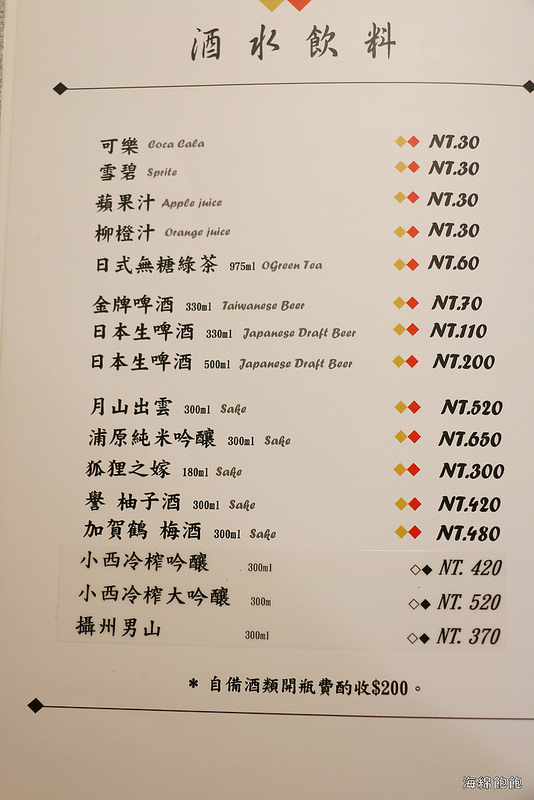 酒水飲料
可樂 Coca Cala NT.30
雪碧 Sprite NT.30
蘋果汁 Apple juice NT.30
柳橙汁 Orange juice NT.30
日式無糖綠茶 975ml OGreen Tea NT.60
金牌啤酒 330ml Taiwanese Beer NT.70
日本生啤酒 330ml Japanese Draft Beer NT.110
日本生啤酒 500ml Japanese Draft Beer NT.200
月山出雲 300ml Sake NT.520
浦原純米吟釀 300ml Sake NT.650
狐狸之嫁 180ml Sake NT.300
譽 柚子酒 300ml Sake NT.420
加賀鶴 梅酒 300ml Sake NT.480
小西冷榨吟釀 300ml NT. 420
小西冷榨大吟釀 300m NT. 520
攝州男山 300ml NT. 370
* 自備酒類開瓶費酌收$200。
海綿飽飽